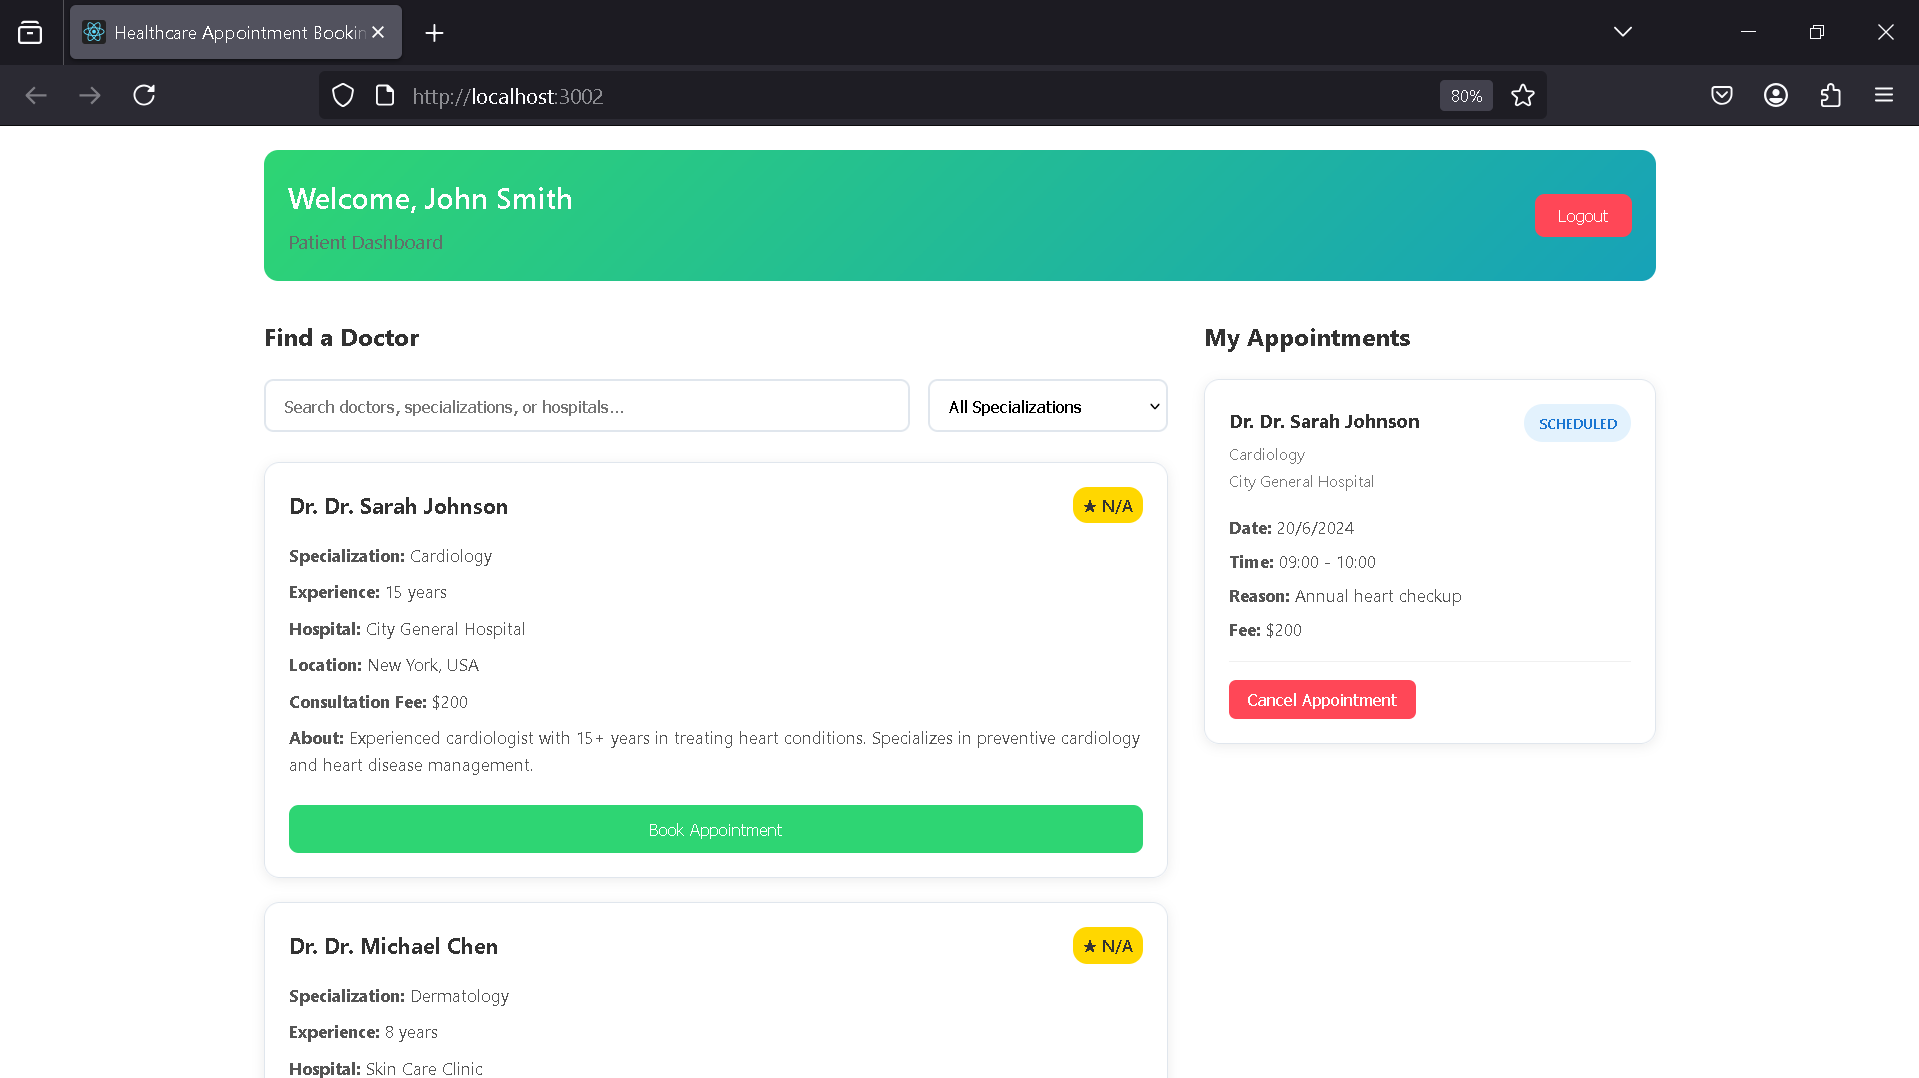 Healthcare Appointment Bookin
http://localhost:3002
80%
Welcome, John Smith
Patient Dashboard
Logout
Find a Doctor
Search doctors, specializations, or hospitals...
All Specializations
Dr. Dr. Sarah Johnson
★ N/A
Specialization: Cardiology
Experience: 15 years
Hospital: City General Hospital
Location: New York, USA
Consultation Fee: $200
About: Experienced cardiologist with 15+ years in treating heart conditions. Specializes in preventive cardiology
and heart disease management.
Book Appointment
Dr. Dr. Michael Chen
★ N/A
Specialization: Dermatology
Experience: 8 years
Hospital: Skin Care Clinic
My Appointments
Dr. Dr. Sarah Johnson
SCHEDULED
Cardiology
City General Hospital
Date: 20/6/2024
Time: 09:00 - 10:00
Reason: Annual heart checkup
Fee: $200
Cancel Appointment